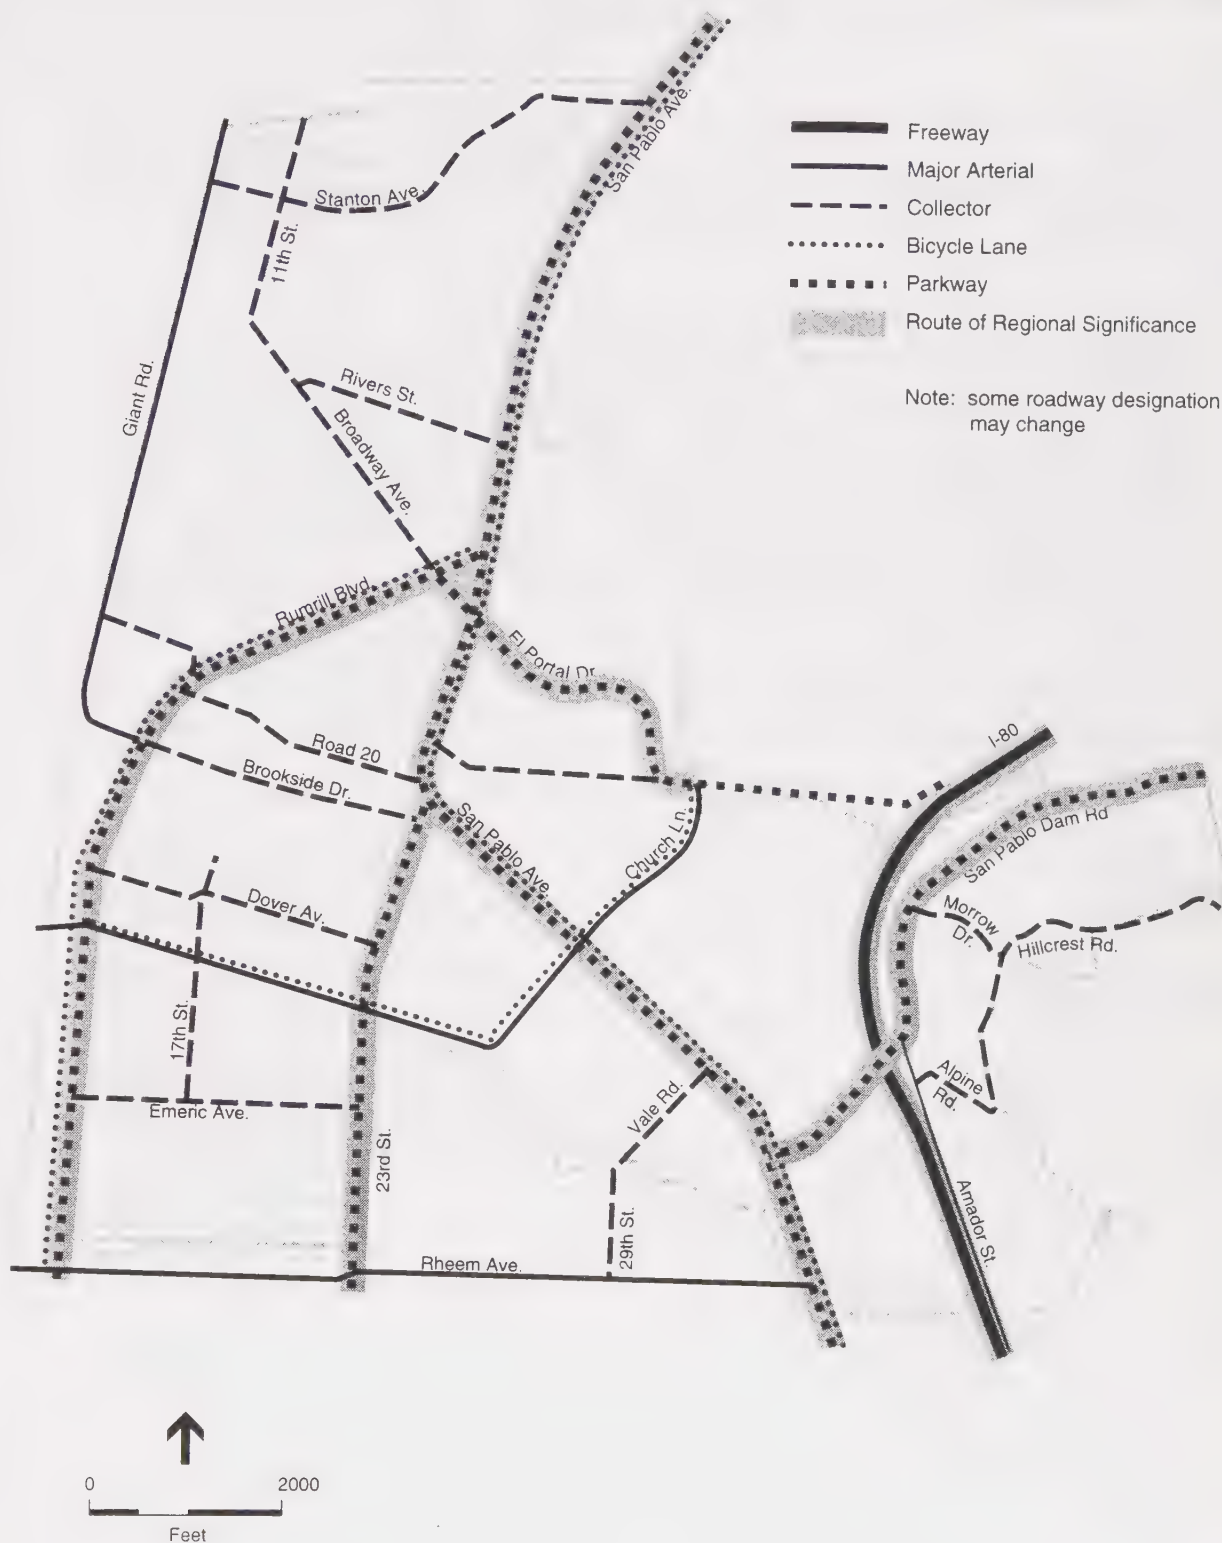 San Pablo Ave.
Freeway
Major Arterial
Collector
Bicycle Lane
Parkway
Route of Regional Significance
Note: some roadway designation
may change
Stanton Ave.
11th St.
Giant Rd.
Rivers St.
Broadway Ave.
Rumrill Blvd.
El Portal Dr.
Road 20
Brookside Dr.
I-80
San Pablo Ave.
Church Ln.
San Pablo Dam Rd
Dover Av.
Morrow
Dr.
Hillcrest Rd.
17th St.
Emeric Ave.
Vale Rd.
Alpine
Rd.
23rd St.
29th St.
Amador St.
Rheem Ave.
0 2000
Feet